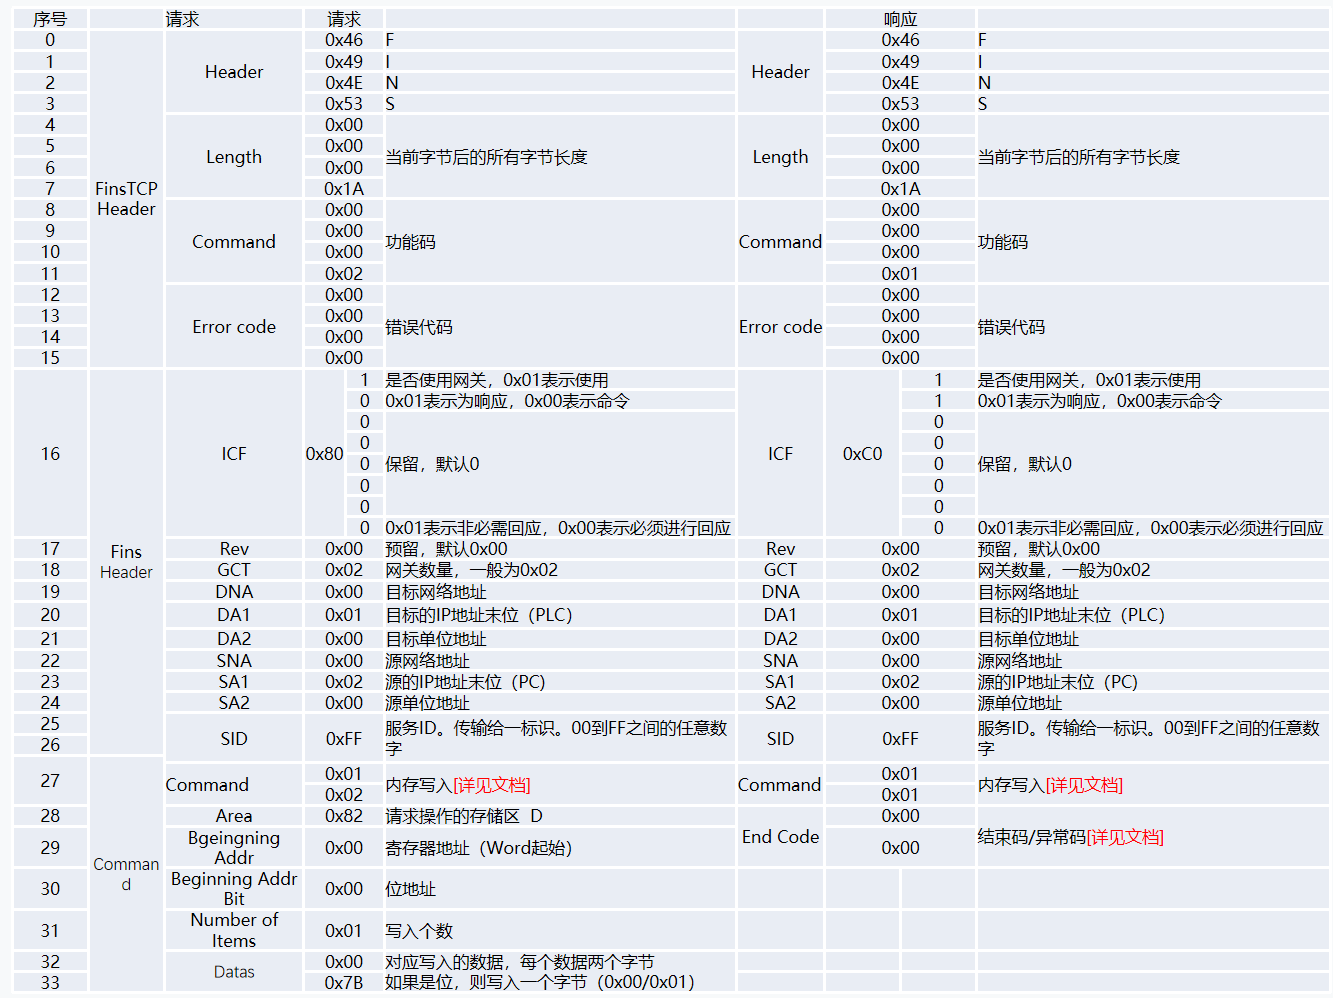 序号 请求 请求 响应
0 FinsTCP Header Header 0x46 F Header 0x46 F
1 0x49 I 0x49 I
2 0x4E N 0x4E N
3 0x53 S 0x53 S
4 Length 0x00 当前字节后的所有字节长度 Length 0x00 当前字节后的所有字节长度
5 0x00 0x00
6 0x00 0x00
7 0x1A 0x1A
8 Command 0x00 功能码 Command 0x00 功能码
9 0x00 0x00
10 0x00 0x00
11 0x02 0x01
12 Error code 0x00 错误代码 Error code 0x00 错误代码
13 0x00 0x00
14 0x00 0x00
15 0x00 0x00
16 Fins Header ICF 0x80 1 是否使用网关，0x01表示使用 ICF 0xC0 1 是否使用网关，0x01表示使用
0 0x01表示为响应，0x00表示命令 1 0x01表示为响应，0x00表示命令
0 保留，默认0 0 保留，默认0
0 0
0 0
0 0
0 0
0 0x01表示非必需回应，0x00表示必须进行回应 0 0x01表示非必需回应，0x00表示必须进行回应
17 Rev 0x00 预留，默认0x00 Rev 0x00 预留，默认0x00
18 GCT 0x02 网关数量，一般为0x02 GCT 0x02 网关数量，一般为0x02
19 DNA 0x00 目标网络地址 DNA 0x00 目标网络地址
20 DA1 0x01 目标的IP地址末位（PLC） DA1 0x01 目标的IP地址末位（PLC）
21 DA2 0x00 目标单位地址 DA2 0x00 目标单位地址
22 SNA 0x00 源网络地址 SNA 0x00 源网络地址
23 SA1 0x02 源的IP地址末位（PC) SA1 0x02 源的IP地址末位（PC)
24 SA2 0x00 源单位地址 SA2 0x00 源单位地址
25 SID 0xFF 服务ID。传输给一标识。00到FF之间的任意数 SID 0xFF 服务ID。传输给一标识。00到FF之间的任意数
26 字 字
27 Comman d Command 0x01 内存写入[详见文档] Command 0x01 内存写入[详见文档]
0x02 0x01
28 Area 0x82 请求操作的存储区 D End Code 0x00 结束码/异常码[详见文档]
29 Bgeingning Addr 0x00 寄存器地址（Word起始） 0x00
30 Beginning Addr Bit 0x00 位地址
31 Number of Items 0x01 写入个数
32 Datas 0x00 对应写入的数据，每个数据两个字节
33 0x7B 如果是位，则写入一个字节（0x00/0x01）